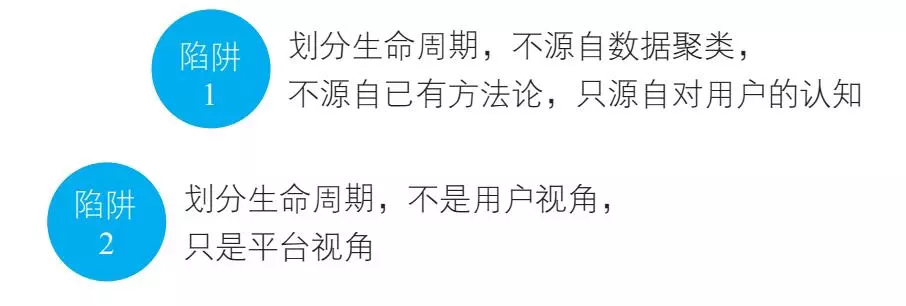 陷阱
1
划分生命周期，不源自数据聚类，
不源自已有方法论，只源自对用户的认知
陷阱
2
划分生命周期，不是用户视角，
只是平台视角